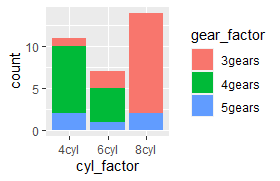 count
10
5
0
4cyl 6cyl 8cyl
cyl_factor
gear_factor
3gears
4gears
5gears